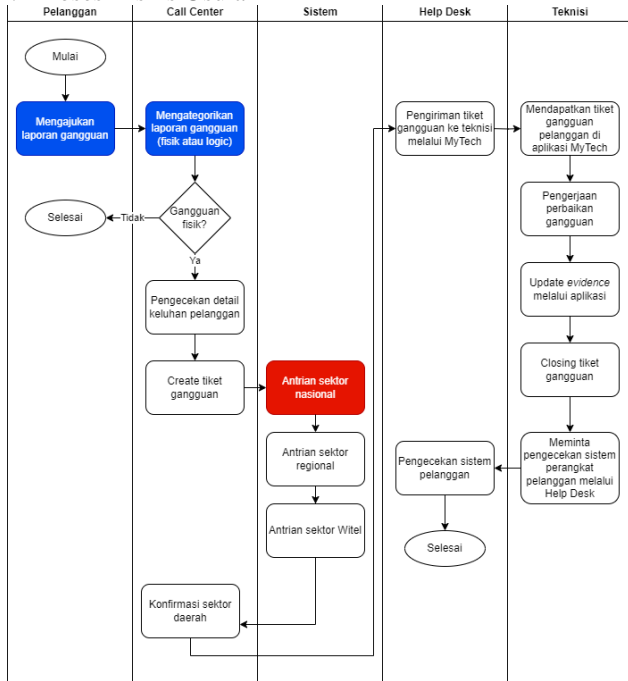 Pelanggan
Call Center
Sistem
Help Desk
Teknisi
Mulai
Mengajukan
laporan gangguan
Mengategorikan
laporan gangguan
(fisik atau logic)
Gangguan
fisik?
Tidak
Selesai
Ya
Pengecekan detail
keluhan pelanggan
Create tiket
gangguan
Antrian sektor
nasional
Antrian sektor
regional
Antrian sektor Witel
Konfirmasi sektor
daerah
Pengiriman tiket
gangguan ke teknisi
melalui MyTech
Mendapatkan tiket
gangguan
pelanggan di
aplikasi MyTech
Pengerjaan
perbaikan
gangguan
Update evidence
melalui aplikasi
Closing tiket
gangguan
Meminta
pengecekan sistem
perangkat
pelanggan melalui
Help Desk
Pengecekan sistem
pelanggan
Selesai